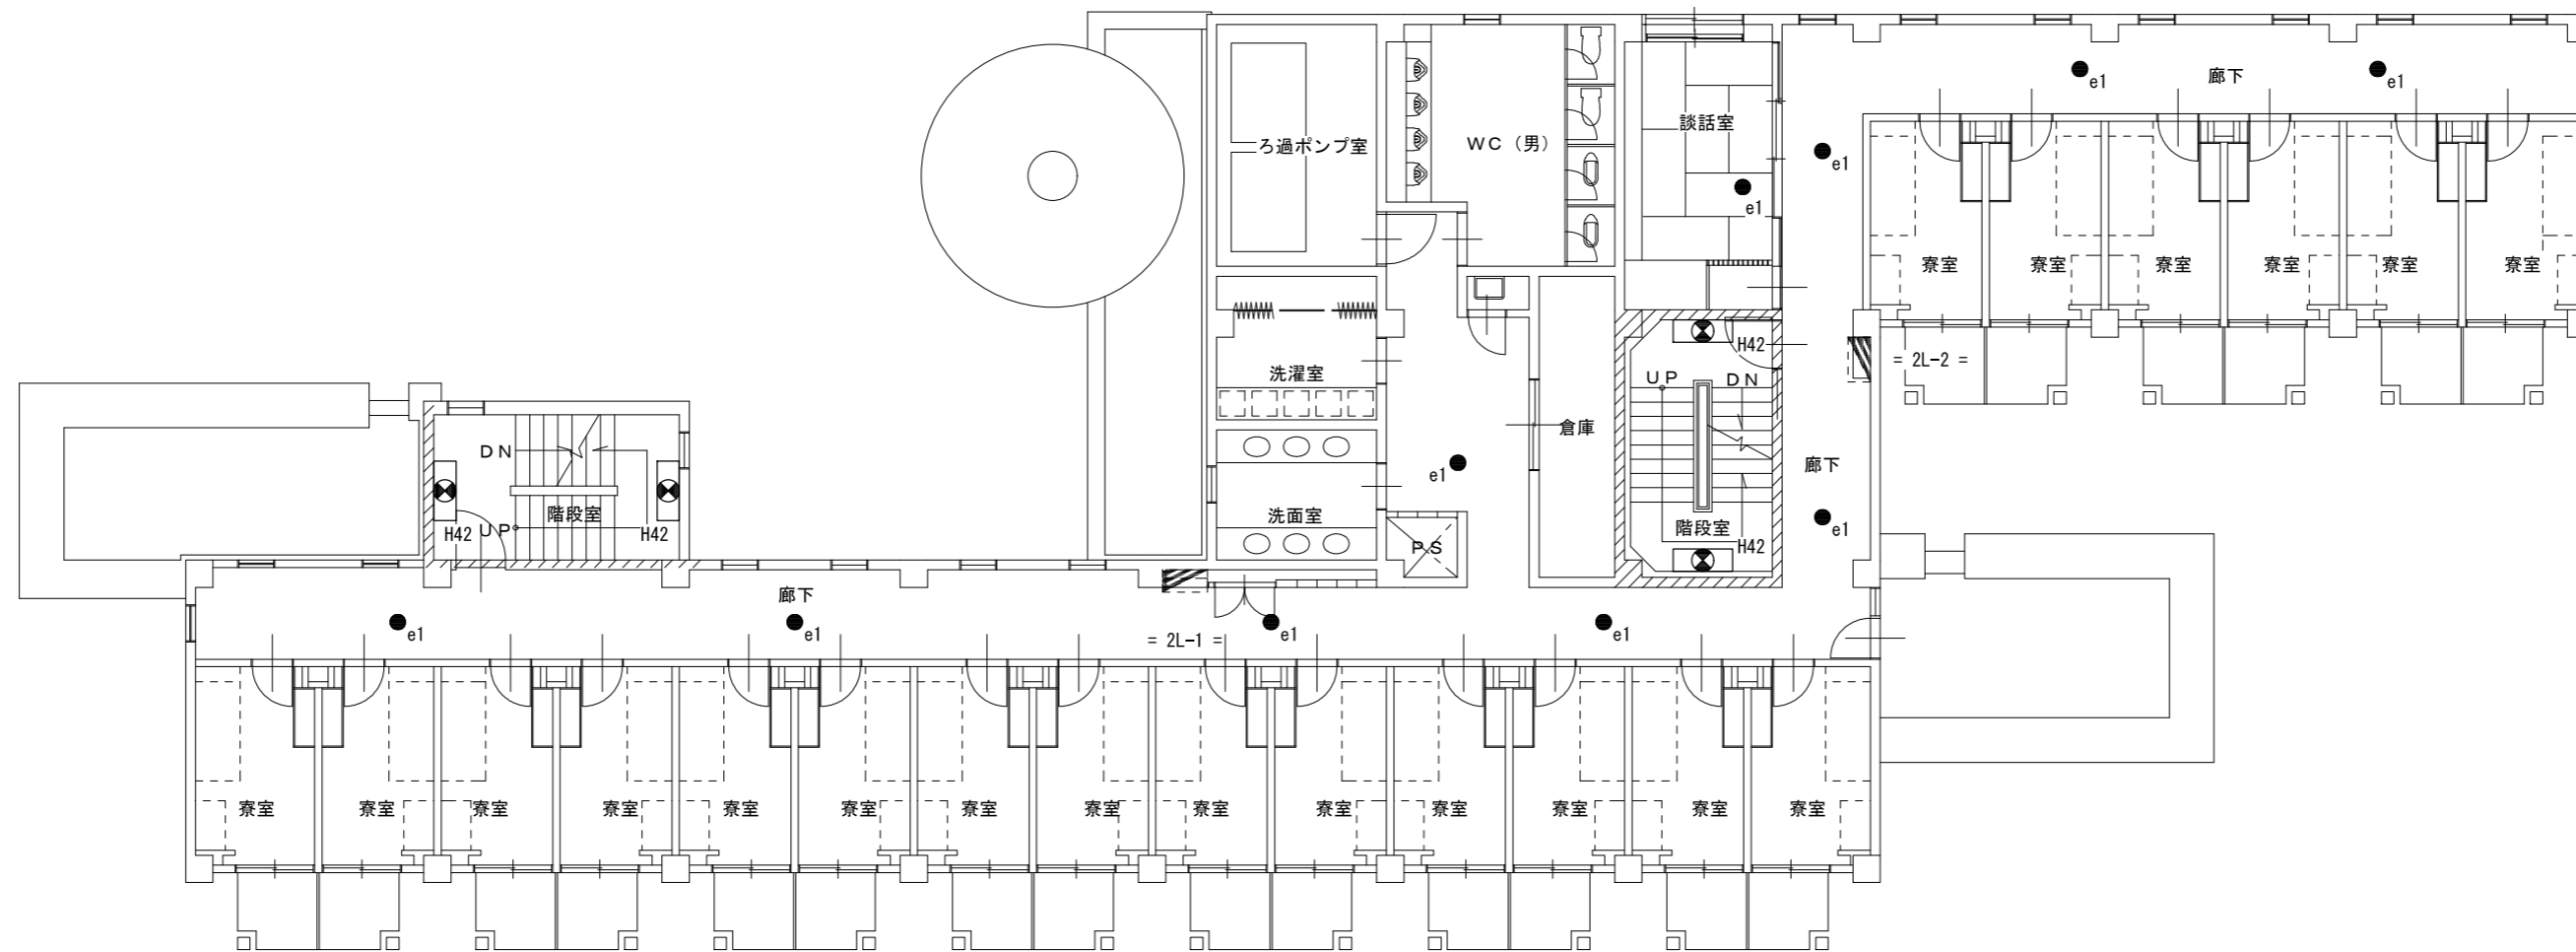 e1
廊下
e1
談話室
ろ過ポンプ室
WC（男）
e1
e1
寮室
寮室
寮室
寮室
寮室
寮室
H42
= 2L-2 =
洗濯室
UP
DN
倉庫
DN
廊下
e1
階段室
洗面室
階段室
e1
H42
UP
H42
PS
H42
廊下
e1
e1
e1
e1
= 2L-1 =
寮室
寮室
寮室
寮室
寮室
寮室
寮室
寮室
寮室
寮室
寮室
寮室
寮室
寮室